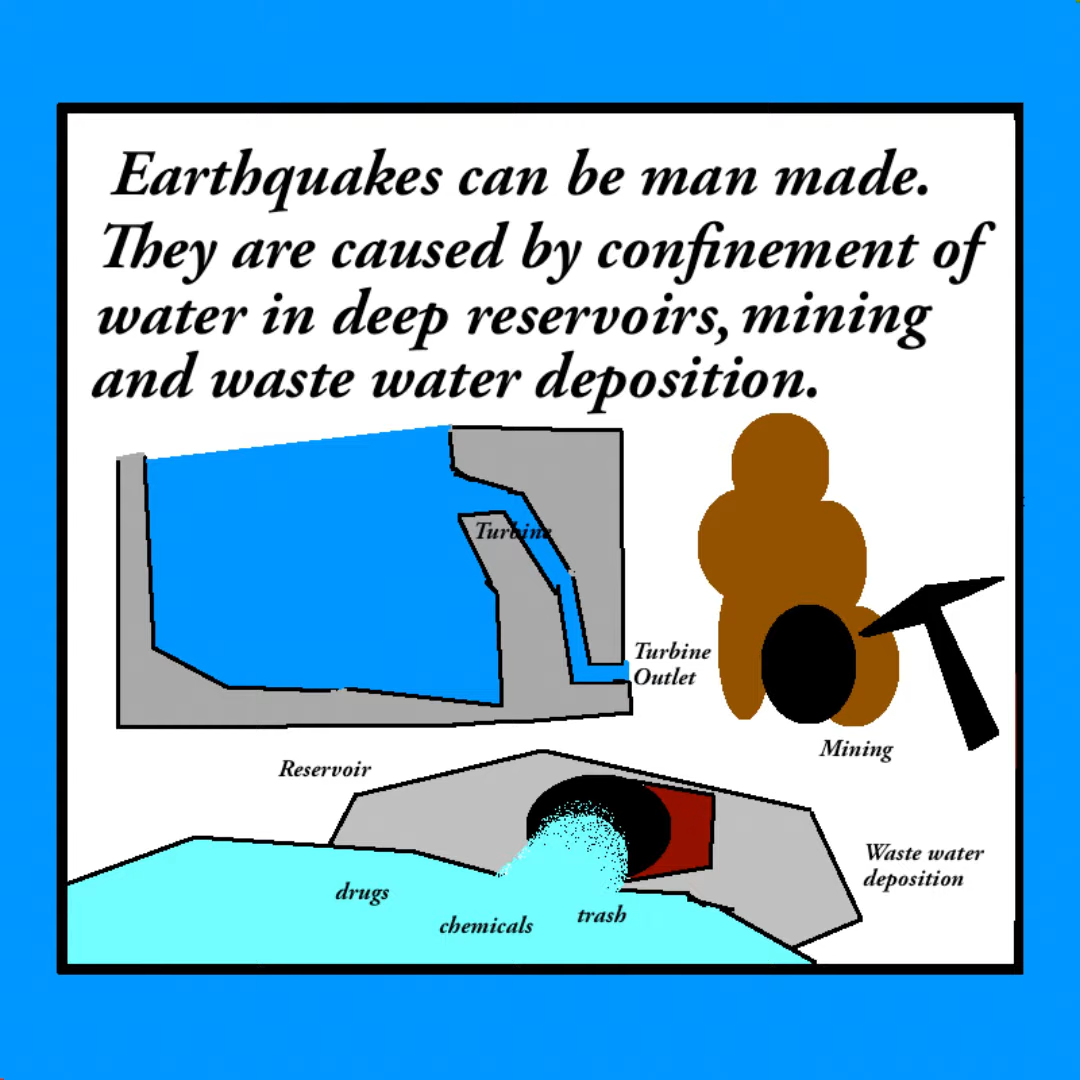 Earthquakes can be man made.
They are caused by confinement of
water in deep reservoirs, mining
and waste water deposition.
Turbine
Turbine
Outlet
Mining
Reservoir
Waste water
deposition
drugs
chemicals
trash